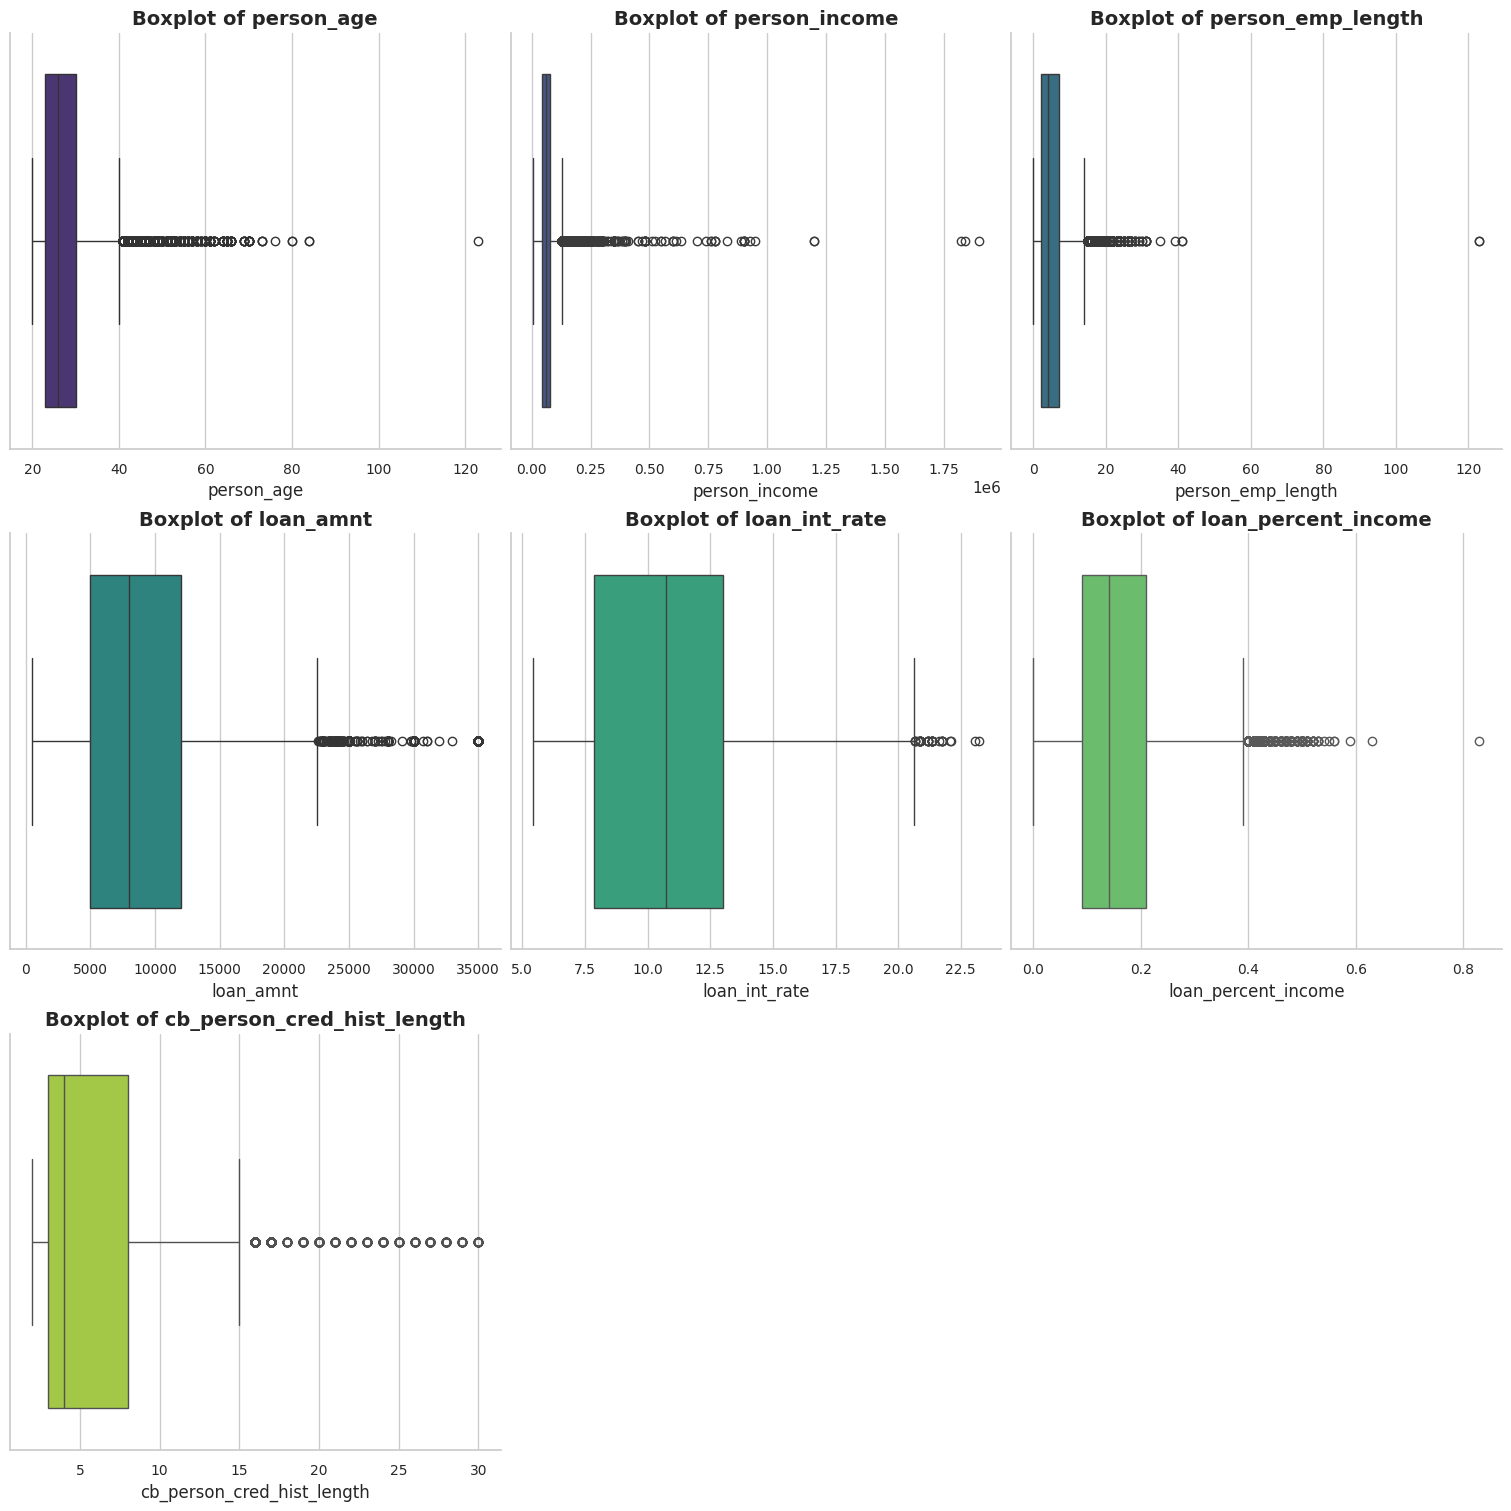 Boxplot of person_age
Boxplot of person_income
Boxplot of person_emp_length
20 40 60 80 100 120
0.00 0.25 0.50 0.75 1.00 1.25 1.50 1.75
0 20 40 60 80 100 120
person_age
person_income
1e6
person_emp_length
Boxplot of loan_amnt
Boxplot of loan_int_rate
Boxplot of loan_percent_income
0 5000 10000 15000 20000 25000 30000 35000
5.0 7.5 10.0 12.5 15.0 17.5 20.0 22.5
0.0 0.2 0.4 0.6 0.8
loan_amnt
loan_int_rate
loan_percent_income
Boxplot of cb_person_cred_hist_length
5 10 15 20 25 30
cb_person_cred_hist_length